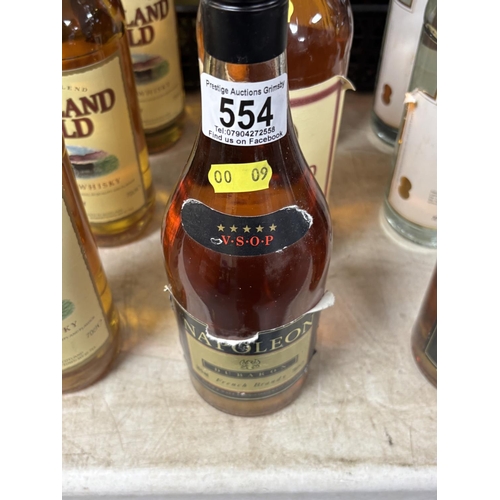 Prestige Auctions Grimsby
554
Tel:07904272558
Find us on Facebook
00 09
V·S·O·P
NAPOLEON
French Brandy
LAND
LD
WHISKY
LAND
LD
WHISKY